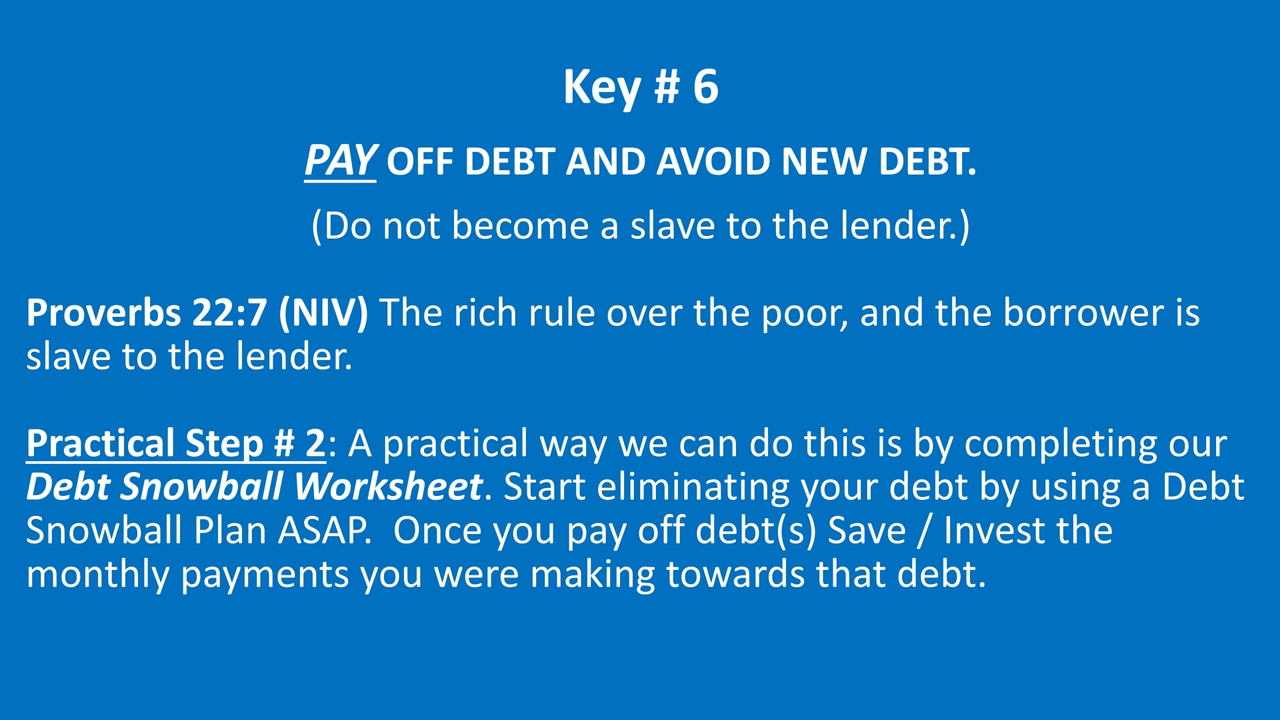 Key # 6
PAY OFF DEBT AND AVOID NEW DEBT.
(Do not become a slave to the lender.)
Proverbs 22:7 (NIV) The rich rule over the poor, and the borrower is
slave to the lender.
Practical Step # 2: A practical way we can do this is by completing our
Debt Snowball Worksheet. Start eliminating your debt by using a Debt
Snowball Plan ASAP.  Once you pay off debt(s) Save / Invest the
monthly payments you were making towards that debt.